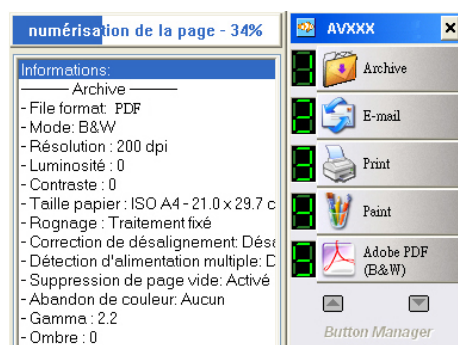 numérisation de la page - 34%
Informations:
Archive
- File format: PDF
- Mode: B&W
- Résolution : 200 dpi
- Luminosité : 0
- Contraste : 0
- Taille papier : ISO A4 - 21.0 x 29.7 c
- Rognage : Traitement fixé
- Correction de désalignement: Désa
- Détection d'alimentation multiple: D
- Suppression de page vide: Activé
- Abandon de couleur: Aucun
- Gamma : 2.2
- Ombre : 0
AVXXX
Archive
E-mail
Print
Paint
Adobe PDF
(B&W)
Button Manager